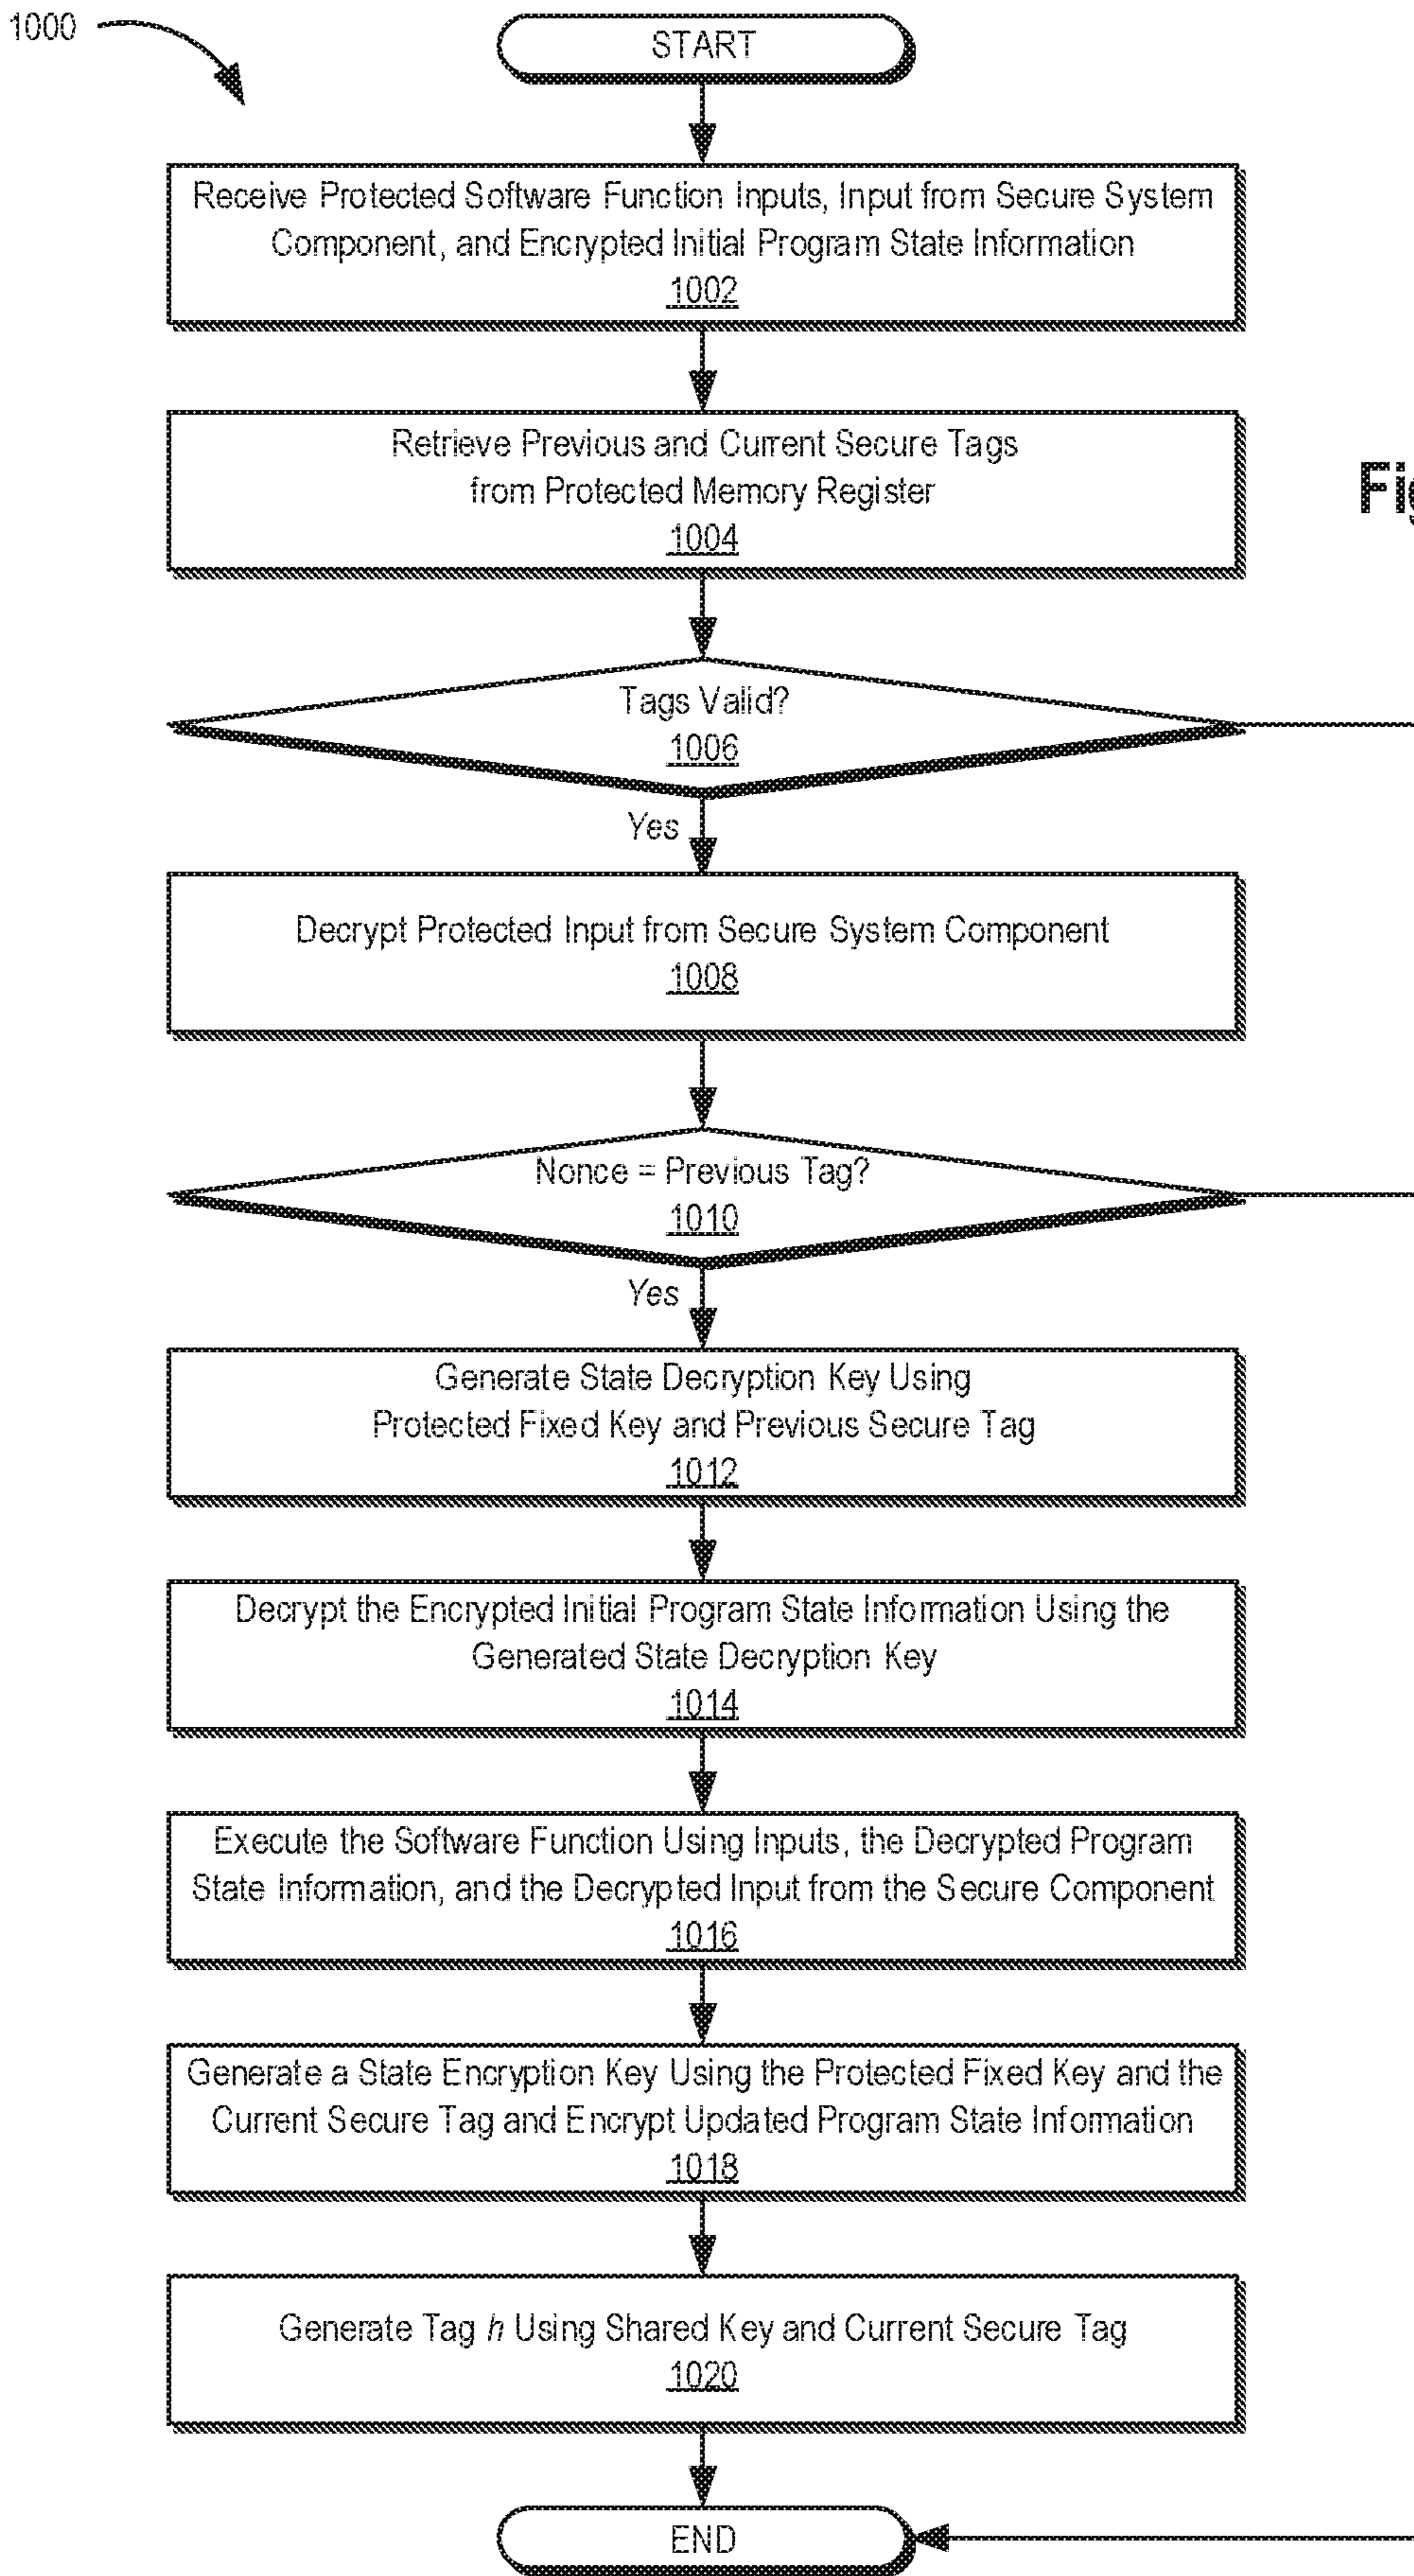 1000
START
Receive Protected Software Function Inputs, Input from Secure System
Component, and Encrypted Initial Program State Information
1002
Retrieve Previous and Current Secure Tags
from Protected Memory Register
1004
Tags Valid?
1006
Yes
Decrypt Protected Input from Secure System Component
1008
Nonce = Previous Tag?
1010
Yes
Generate State Decryption Key Using
Protected Fixed Key and Previous Secure Tag
1012
Decrypt the Encrypted Initial Program State Information Using the
Generated State Decryption Key
1014
Execute the Software Function Using Inputs, the Decrypted Program
State Information, and the Decrypted Input from the Secure Component
1016
Generate a State Encryption Key Using the Protected Fixed Key and the
Current Secure Tag and Encrypt Updated Program State Information
1018
Generate Tag h Using Shared Key and Current Secure Tag
1020
END